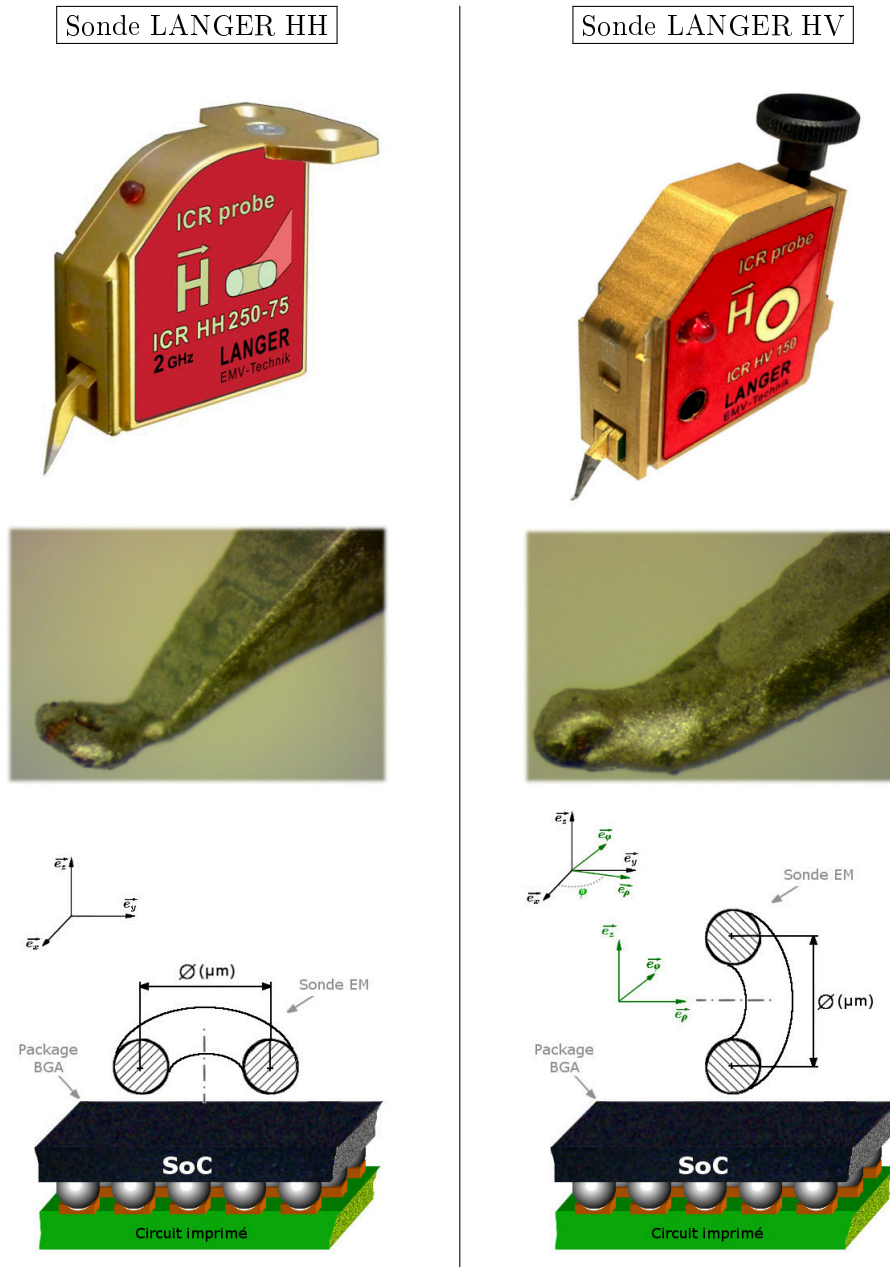 Sonde LANGER HH
ICR probe
H
ICR HH 250-75
2 GHz
LANGER
EMV-Technik
e_z
e_y
e_x
Ø (µm)
Sonde EM
Package
BGA
SoC
Circuit imprimé
Sonde LANGER HV
ICR probe
H
ICR HV 150
LANGER
EMV-Technik
e_z
e_φ
e_y
e_ρ
e_x
φ
Sonde EM
e_z
e_φ
e_ρ
Ø (µm)
Package
BGA
SoC
Circuit imprimé